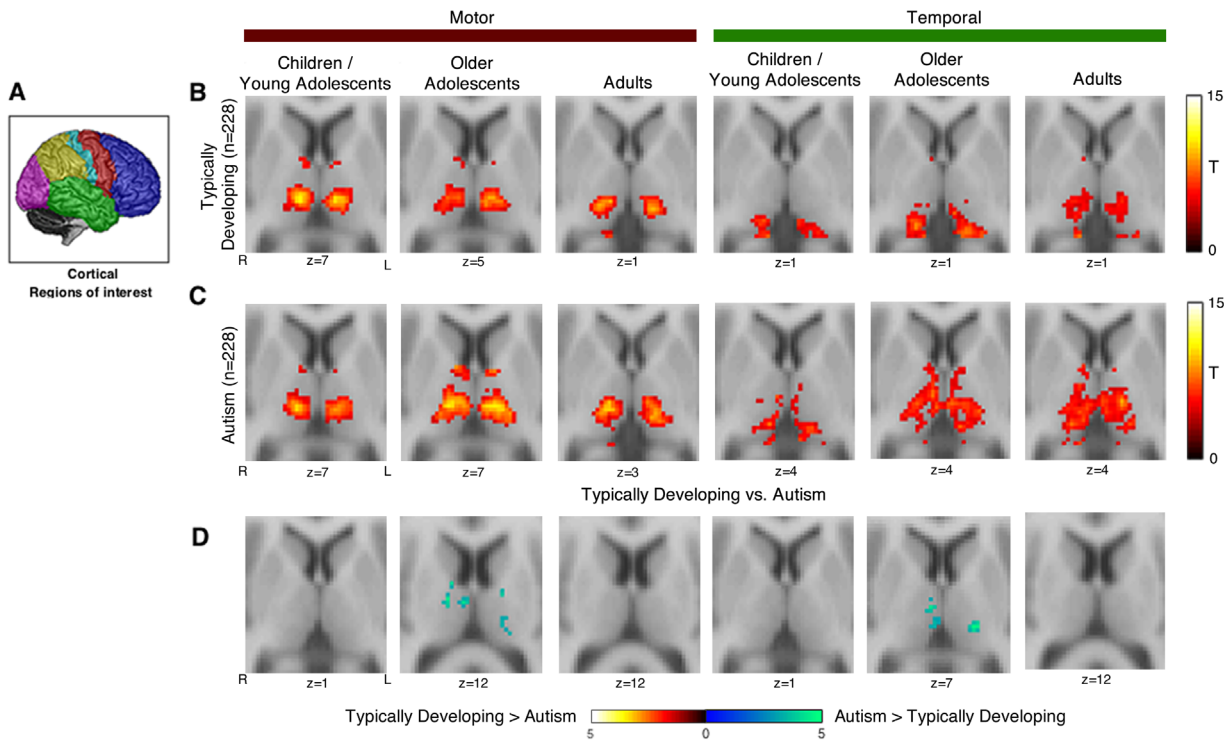 Motor
Temporal
Children /
Young Adolescents
Older
Adolescents
Adults
Children /
Young Adolescents
Older
Adolescents
Adults
A
Cortical
Regions of interest
B
Typically
Developing (n=228)
R
z=7
L
z=5
z=1
z=1
z=1
z=1
15
T
0
C
Autism (n=228)
R
z=7
L
z=7
z=3
z=4
z=4
z=4
15
T
0
Typically Developing vs. Autism
D
R
z=1
L
z=12
z=12
z=1
z=7
z=12
Typically Developing > Autism
Autism > Typically Developing
5
0
5